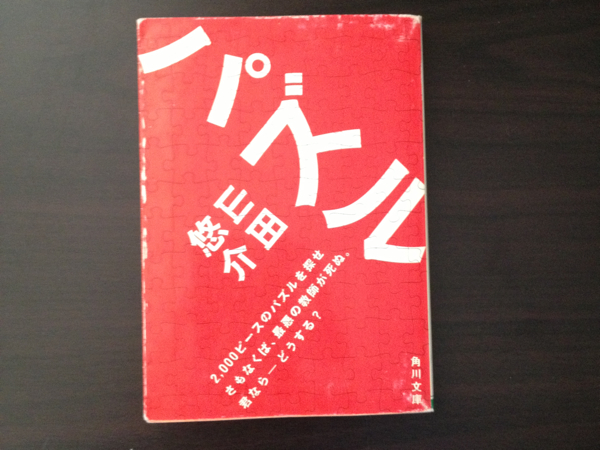 パズル
山田
悠介
2,000ピースのパズルを探せ
さもなくば、最悪の教師が死ぬ。
君なら―どうする？
角川文庫